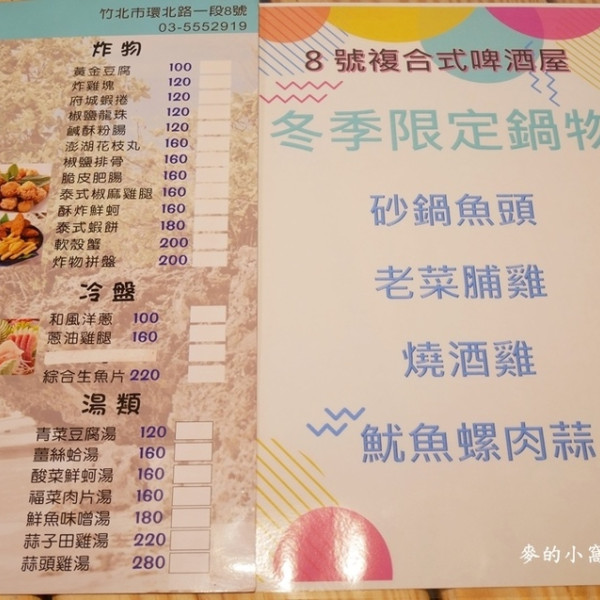 竹北市環北路一段8號
03-5552919
炸物
黃金豆腐 100
炸雞塊 120
府城蝦捲 120
椒鹽龍珠 120
鹹酥粉腸 120
澎湖花枝丸 160
椒鹽排骨 160
脆皮肥腸 160
泰式椒麻雞腿 160
酥炸鮮蚵 160
泰式蝦餅 180
軟殼蟹 200
炸物拼盤 200
冷盤
和風洋蔥 100
蔥油雞腿 160
綜合生魚片 220
湯類
青菜豆腐湯 120
薑絲蛤湯 160
酸菜鮮蚵湯 160
福菜肉片湯 160
鮮魚味噌湯 180
蒜子田雞湯 220
蒜頭雞湯 280
8號複合式啤酒屋
冬季限定鍋物
砂鍋魚頭
老菜脯雞
燒酒雞
魷魚螺肉蒜
麥的小窩